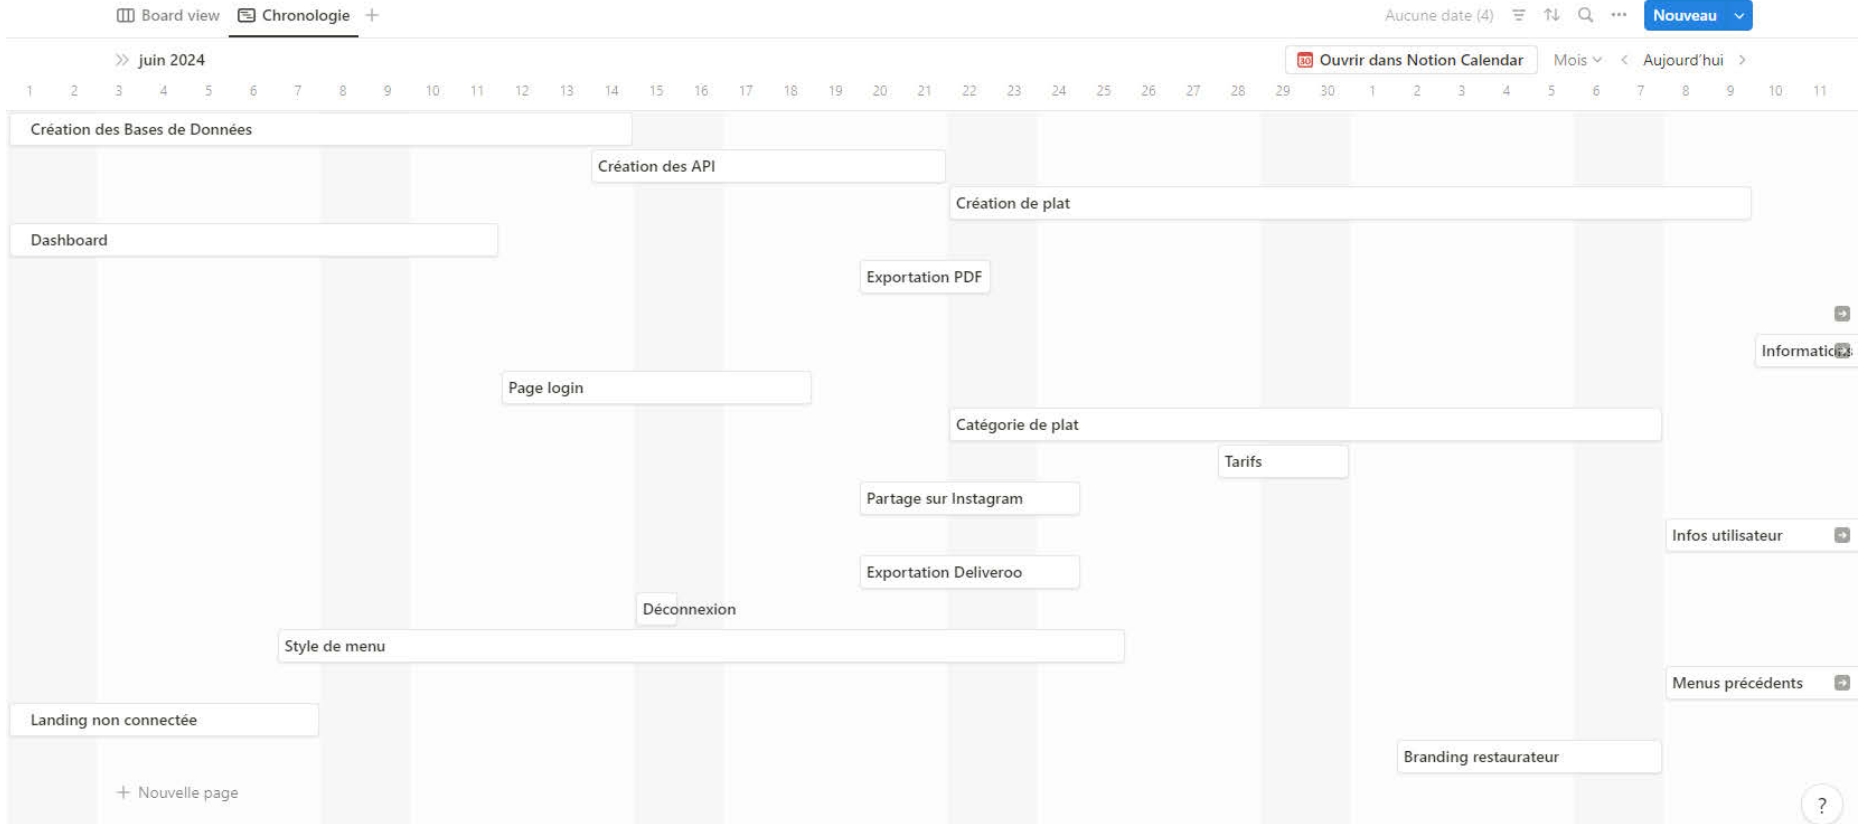 Board view Chronologie
Aucune date (4) Nouveau
juin 2024
30 Ouvrir dans Notion Calendar Mois Aujourd'hui
1 2 3 4 5 6 7 8 9 10 11 12 13 14 15 16 17 18 19 20 21 22 23 24 25 26 27 28 29 30 1 2 3 4 5 6 7 8 9 10 11
Création des Bases de Données
Création des API
Création de plat
Dashboard
Exportation PDF
Informations
Page login
Catégorie de plat
Tarifs
Partage sur Instagram
Infos utilisateur
Exportation Deliveroo
Déconnexion
Style de menu
Menus précédents
Landing non connectée
Branding restaurateur
+ Nouvelle page
?